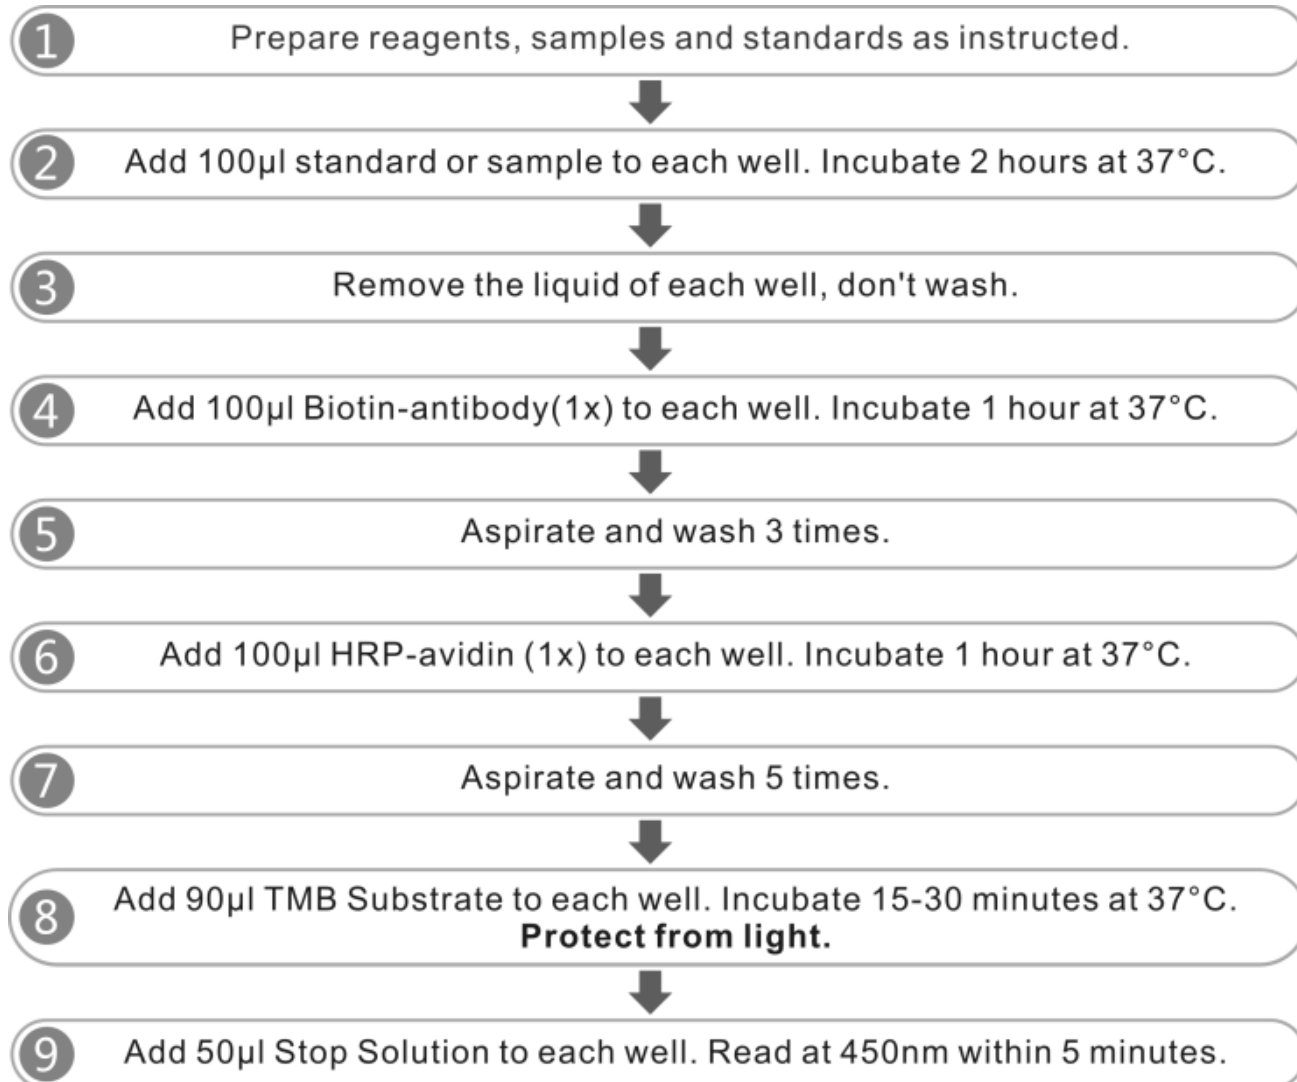 1 Prepare reagents, samples and standards as instructed.
2 Add 100µl standard or sample to each well. Incubate 2 hours at 37°C.
3 Remove the liquid of each well, don't wash.
4 Add 100µl Biotin-antibody(1x) to each well. Incubate 1 hour at 37°C.
5 Aspirate and wash 3 times.
6 Add 100µl HRP-avidin (1x) to each well. Incubate 1 hour at 37°C.
7 Aspirate and wash 5 times.
8 Add 90µl TMB Substrate to each well. Incubate 15-30 minutes at 37°C.
Protect from light.
9 Add 50µl Stop Solution to each well. Read at 450nm within 5 minutes.